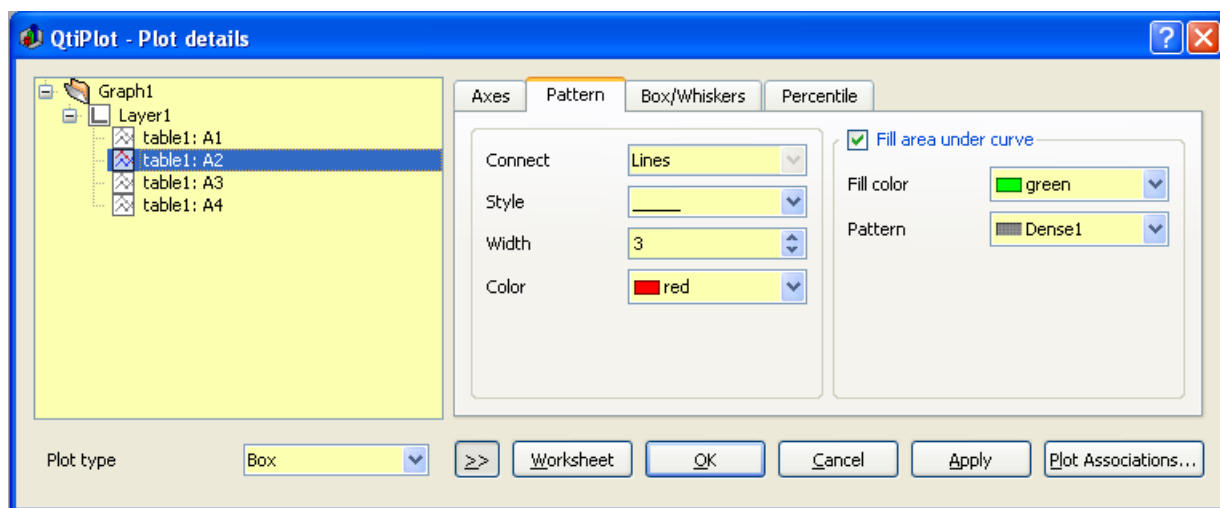 QtiPlot - Plot details
Graph1
Layer1
table1: A1
table1: A2
table1: A3
table1: A4
Axes Pattern Box/Whiskers Percentile
Connect Lines
Style
Width 3
Color red
Fill area under curve
Fill color green
Pattern Dense1
Plot type Box >> Worksheet OK Cancel Apply Plot Associations...